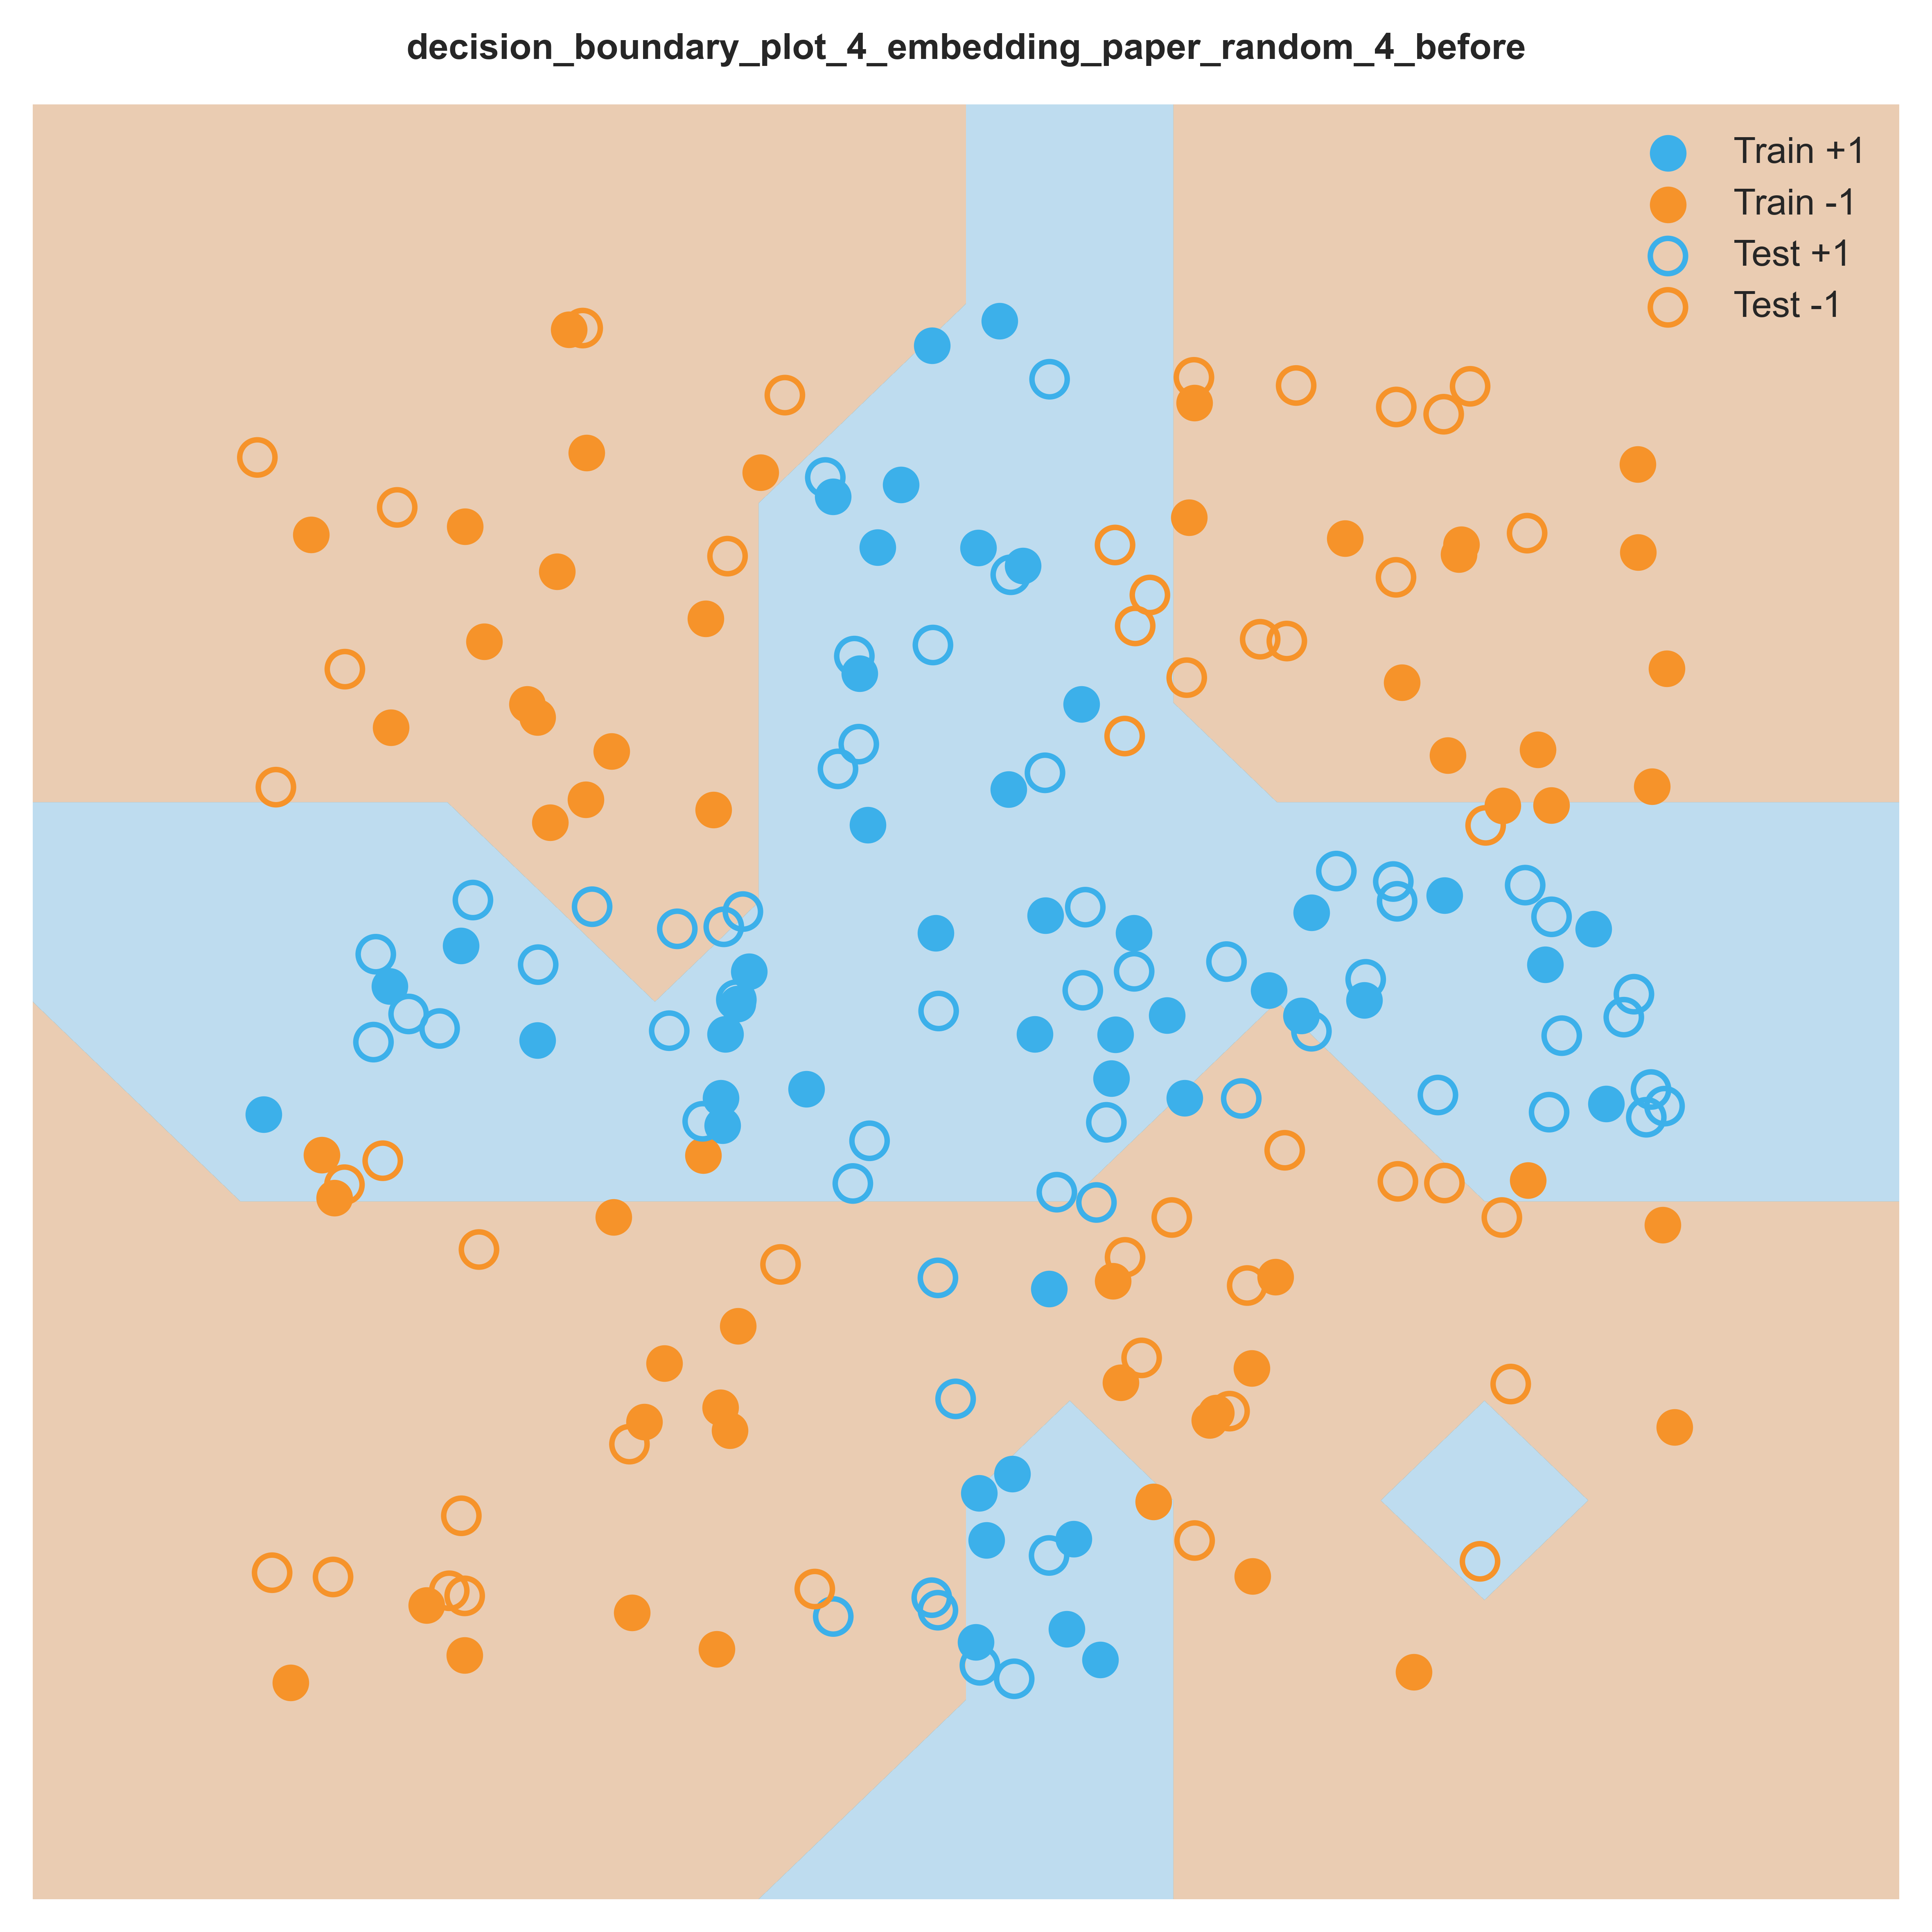 decision_boundary_plot_4_embedding_paper_random_4_before
Train +1
Train -1
Test +1
Test -1